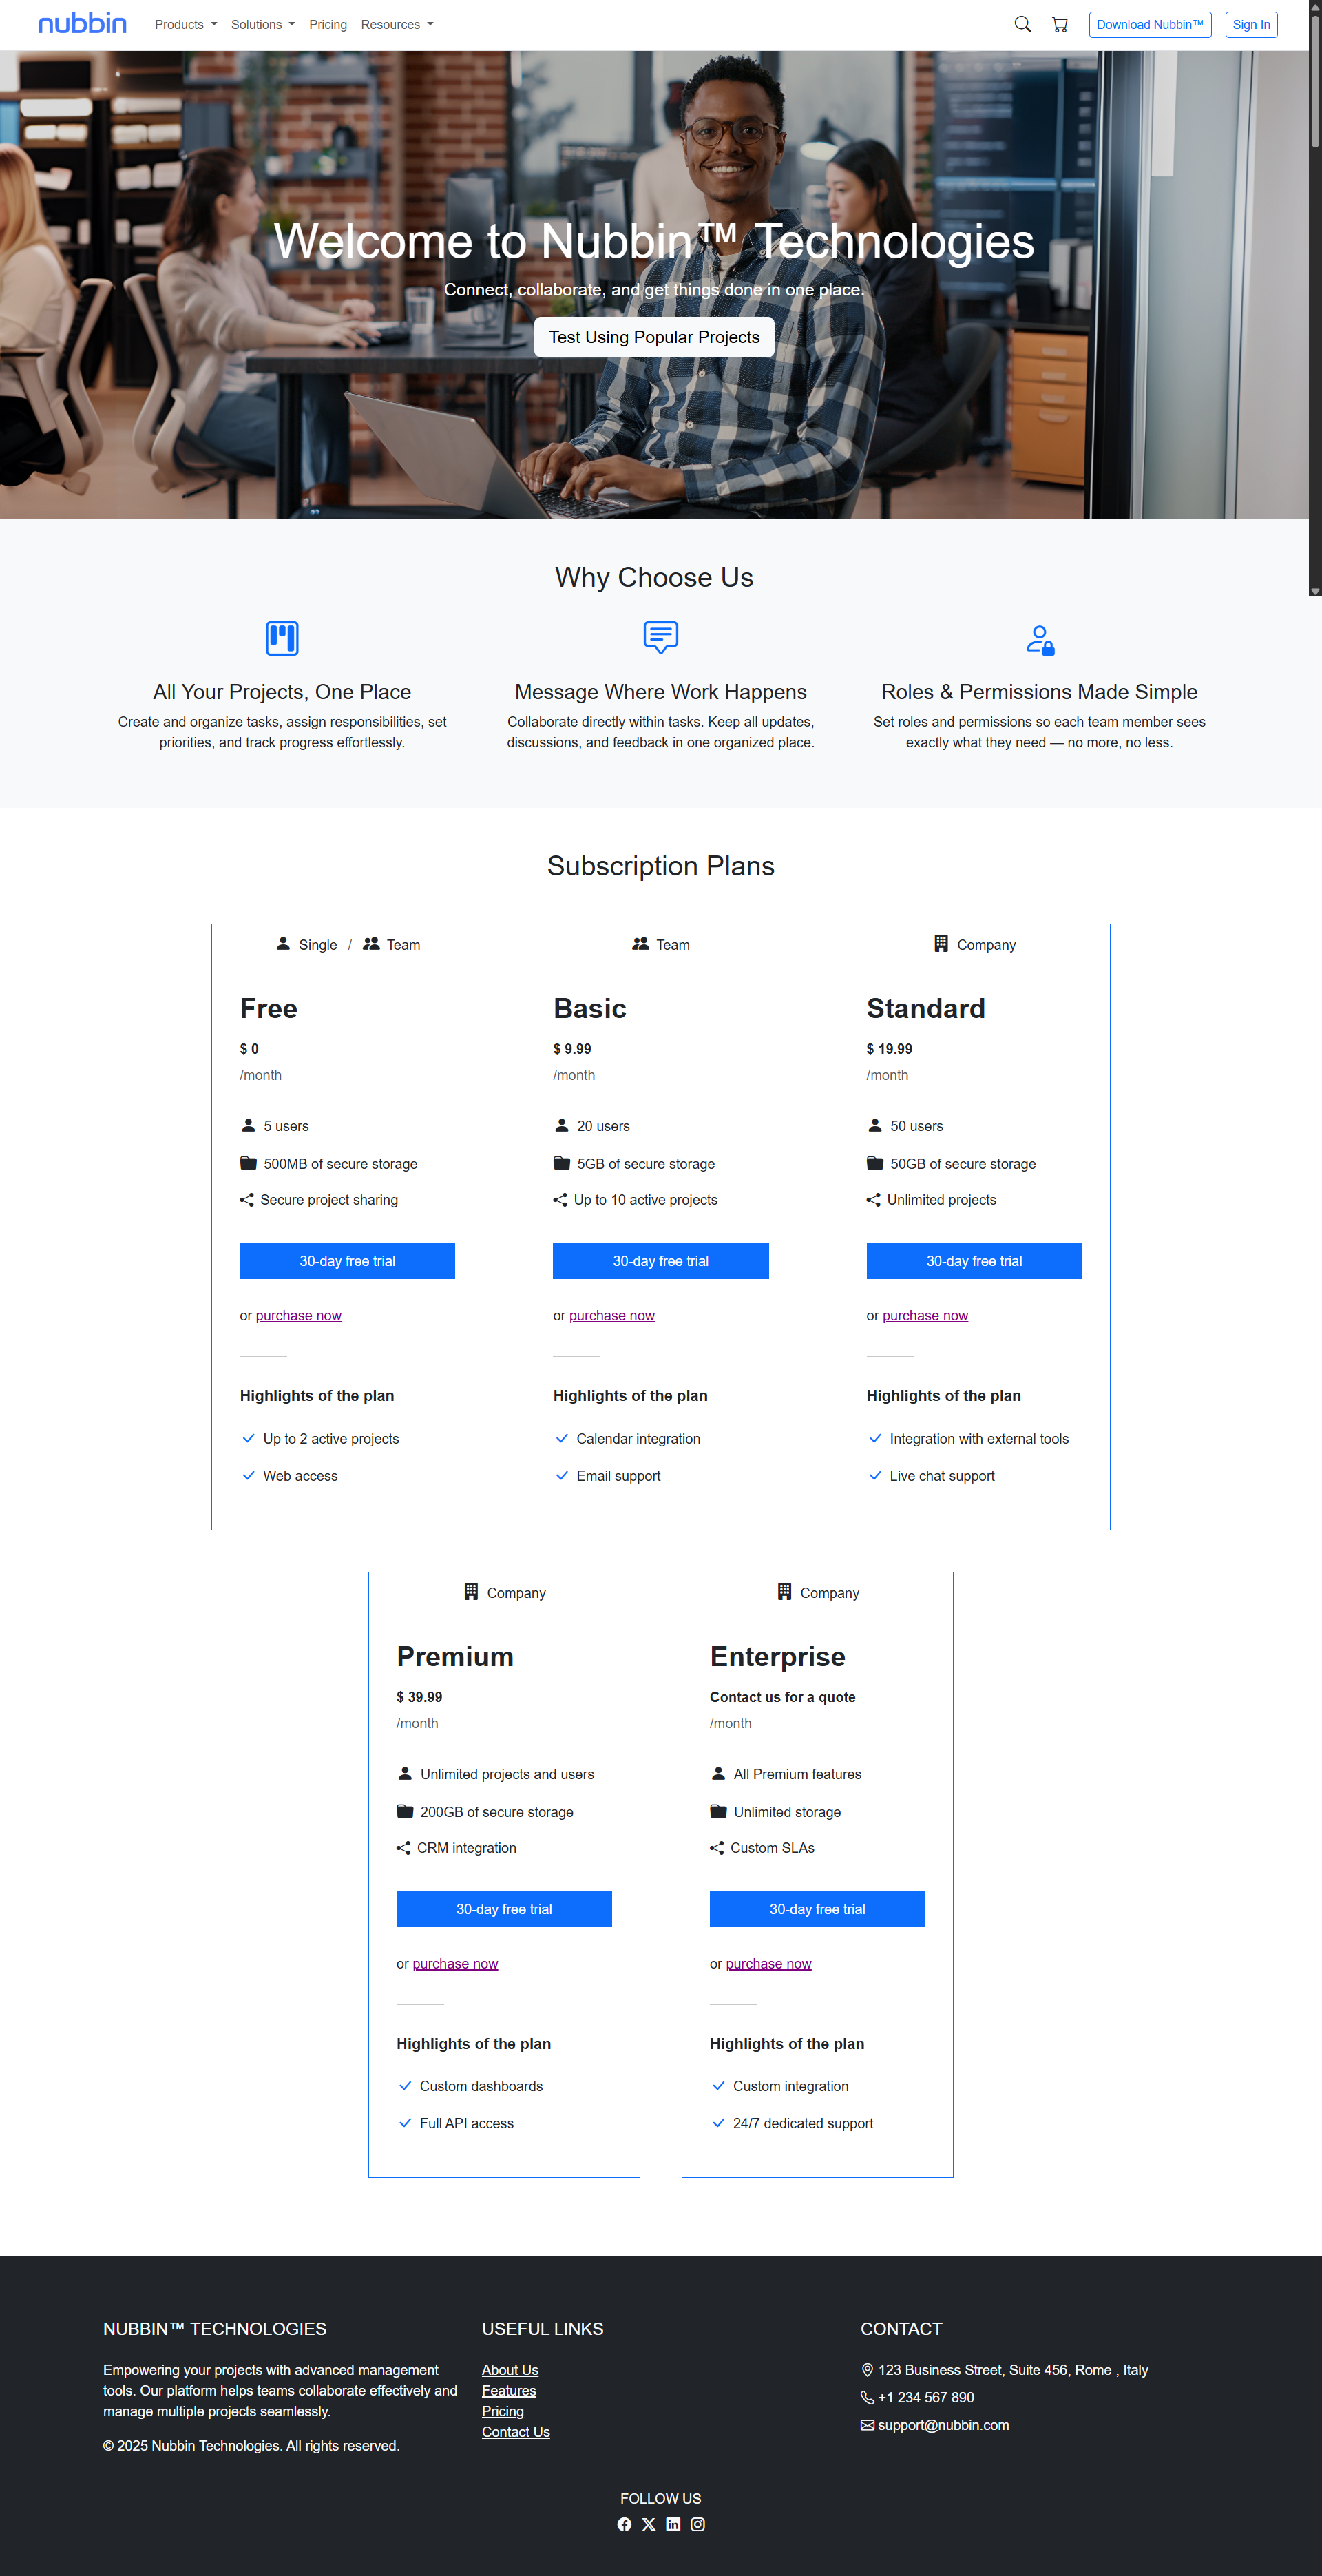 nubbin
Products
Solutions
Pricing
Resources
Download Nubbin™
Sign In
Welcome to Nubbin™ Technologies
Connect, collaborate, and get things done in one place.
Test Using Popular Projects
Why Choose Us
All Your Projects, One Place
Create and organize tasks, assign responsibilities, set
priorities, and track progress effortlessly.
Message Where Work Happens
Collaborate directly within tasks. Keep all updates,
discussions, and feedback in one organized place.
Roles & Permissions Made Simple
Set roles and permissions so each team member sees
exactly what they need — no more, no less.
Subscription Plans
Single / Team
Free
$ 0
/month
5 users
500MB of secure storage
Secure project sharing
30-day free trial
or purchase now
Highlights of the plan
Up to 2 active projects
Web access
Team
Basic
$ 9.99
/month
20 users
5GB of secure storage
Up to 10 active projects
30-day free trial
or purchase now
Highlights of the plan
Calendar integration
Email support
Company
Standard
$ 19.99
/month
50 users
50GB of secure storage
Unlimited projects
30-day free trial
or purchase now
Highlights of the plan
Integration with external tools
Live chat support
Company
Premium
$ 39.99
/month
Unlimited projects and users
200GB of secure storage
CRM integration
30-day free trial
or purchase now
Highlights of the plan
Custom dashboards
Full API access
Company
Enterprise
Contact us for a quote
/month
All Premium features
Unlimited storage
Custom SLAs
30-day free trial
or purchase now
Highlights of the plan
Custom integration
24/7 dedicated support
NUBBIN™ TECHNOLOGIES
Empowering your projects with advanced management
tools. Our platform helps teams collaborate effectively and
manage multiple projects seamlessly.
© 2025 Nubbin Technologies. All rights reserved.
USEFUL LINKS
About Us
Features
Pricing
Contact Us
CONTACT
123 Business Street, Suite 456, Rome , Italy
+1 234 567 890
support@nubbin.com
FOLLOW US